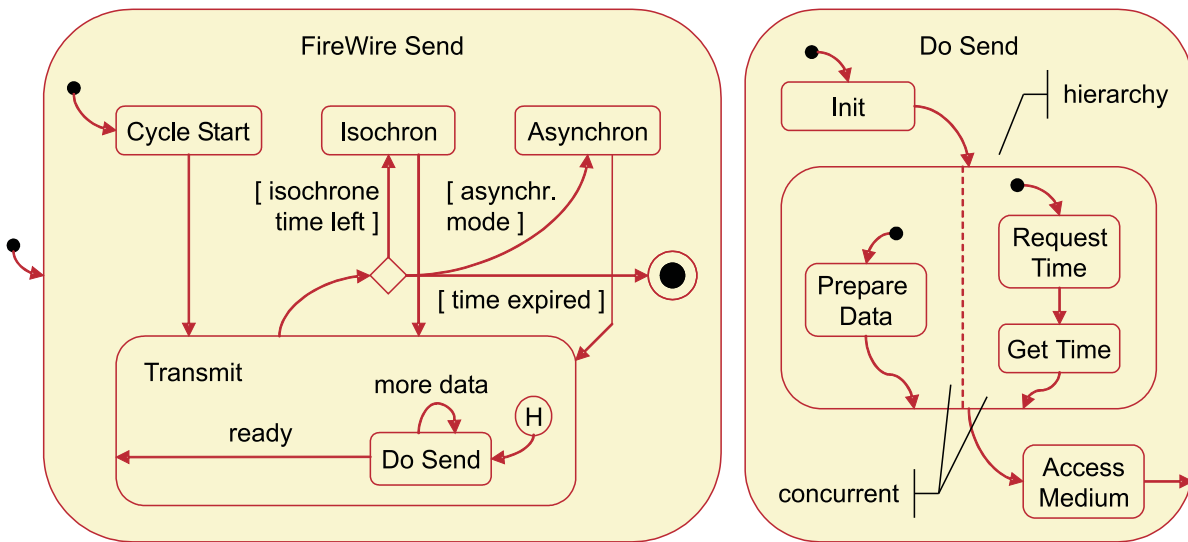 FireWire Send
Cycle Start
Isochron
Asynchron
[ isochrone
time left ]
[ asynchr.
mode ]
[ time expired ]
Transmit
more data
H
ready
Do Send
Do Send
Init
hierarchy
Request
Time
Prepare
Data
Get Time
concurrent
Access
Medium